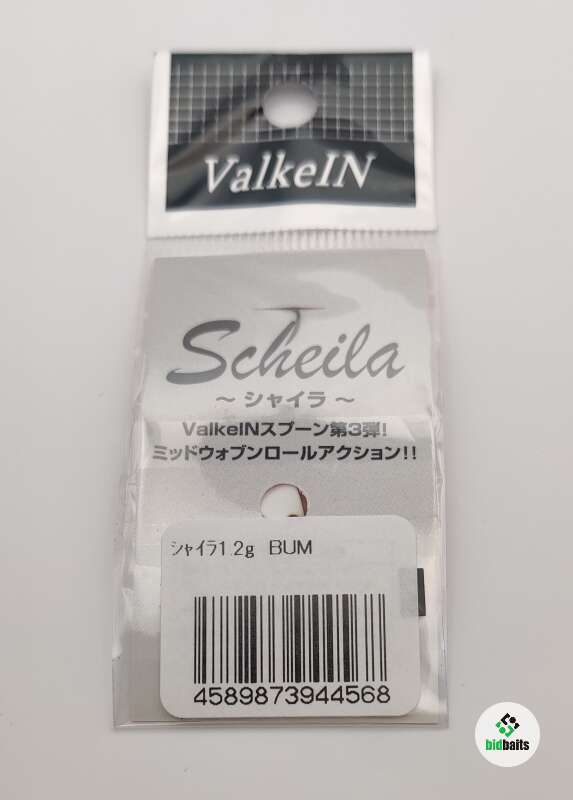 ValkeIN
Scheila
～シャイラ～
ValkeINスプーン第3弾!
ミッドウォブンロールアクション!!
ｼｬｲﾗ1.2g BUM
4589873944568
bidbaits